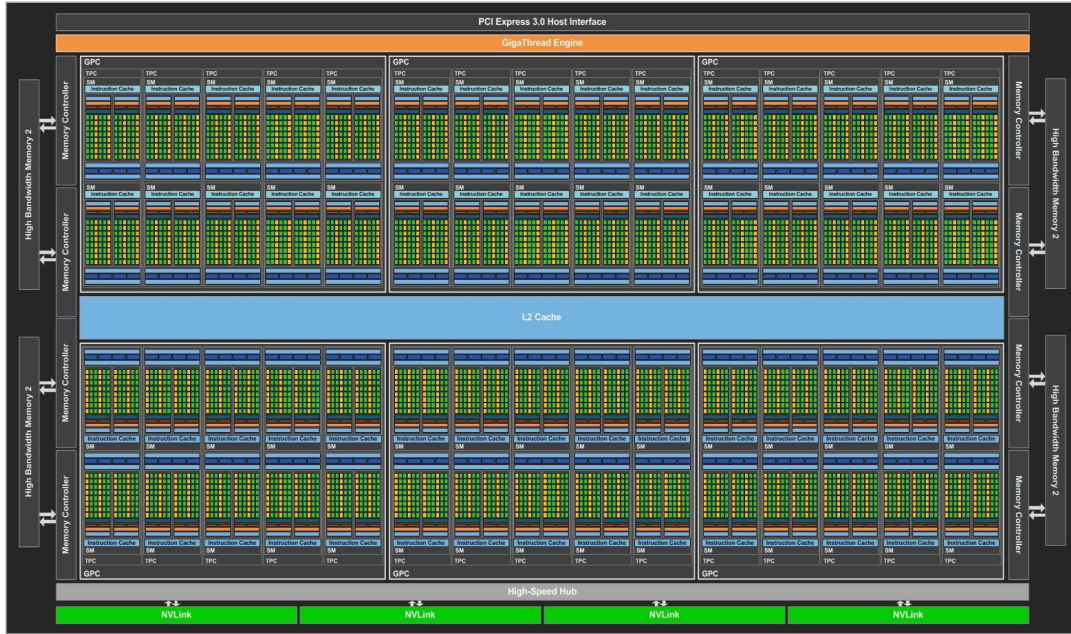 PCI Express 3.0 Host Interface
GigaThread Engine
High Bandwidth Memory 2
High Bandwidth Memory 2
Memory Controller
Memory Controller
Memory Controller
Memory Controller
GPC GPC GPC
TPC TPC TPC TPC TPC TPC TPC TPC TPC TPC TPC TPC TPC TPC TPC
SM SM SM SM SM SM SM SM SM SM SM SM SM SM SM
Instruction Cache Instruction Cache Instruction Cache Instruction Cache Instruction Cache Instruction Cache Instruction Cache Instruction Cache Instruction Cache Instruction Cache Instruction Cache Instruction Cache Instruction Cache Instruction Cache Instruction Cache
SM SM SM SM SM SM SM SM SM SM SM SM SM SM SM
Instruction Cache Instruction Cache Instruction Cache Instruction Cache Instruction Cache Instruction Cache Instruction Cache Instruction Cache Instruction Cache Instruction Cache Instruction Cache Instruction Cache Instruction Cache Instruction Cache Instruction Cache
L2 Cache
Instruction Cache Instruction Cache Instruction Cache Instruction Cache Instruction Cache Instruction Cache Instruction Cache Instruction Cache Instruction Cache Instruction Cache Instruction Cache Instruction Cache Instruction Cache Instruction Cache Instruction Cache
SM SM SM SM SM SM SM SM SM SM SM SM SM SM SM
Instruction Cache Instruction Cache Instruction Cache Instruction Cache Instruction Cache Instruction Cache Instruction Cache Instruction Cache Instruction Cache Instruction Cache Instruction Cache Instruction Cache Instruction Cache Instruction Cache Instruction Cache
SM SM SM SM SM SM SM SM SM SM SM SM SM SM SM
TPC TPC TPC TPC TPC TPC TPC TPC TPC TPC TPC TPC TPC TPC TPC
GPC GPC GPC
Memory Controller
Memory Controller
Memory Controller
Memory Controller
High Bandwidth Memory 2
High Bandwidth Memory 2
High-Speed Hub
NVLink NVLink NVLink NVLink